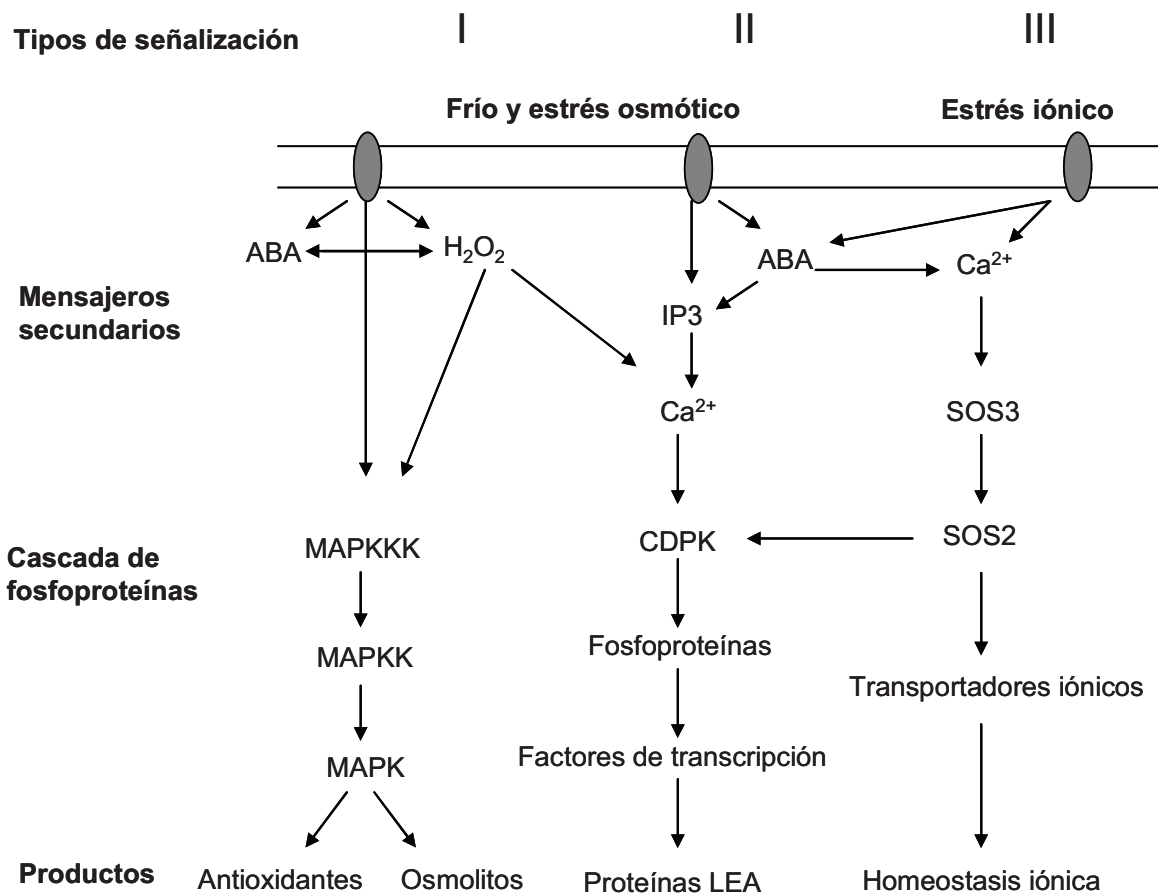 Tipos de señalización I II III
Frío y estrés osmótico Estrés iónico
ABA H₂O₂ ABA Ca²⁺
Mensajeros
secundarios
IP3
Ca²⁺ SOS3
Cascada de
fosfoproteínas
MAPKKK CDPK SOS2
MAPKK Fosfoproteínas
Transportadores iónicos
MAPK Factores de transcripción
Productos Antioxidantes Osmolitos Proteínas LEA Homeostasis iónica